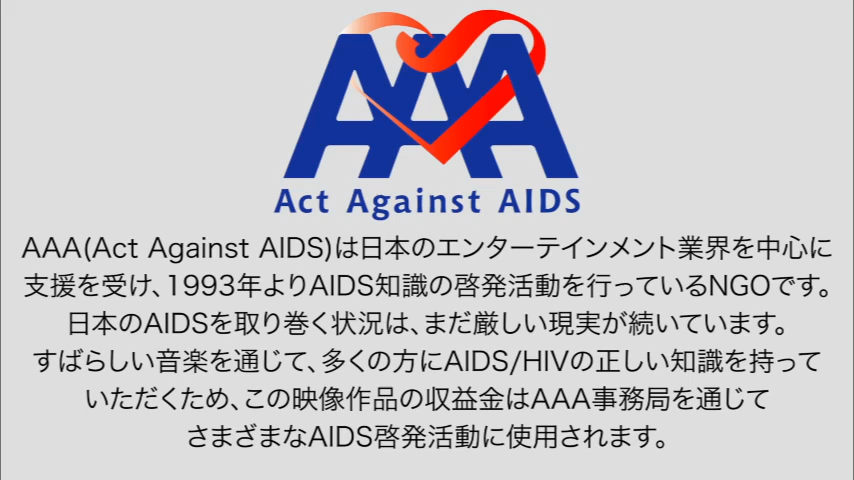 AAA
Act Against AIDS
AAA(Act Against AIDS)は日本のエンターテインメント業界を中心に
支援を受け、1993年よりAIDS知識の啓発活動を行っているNGOです。
日本のAIDSを取り巻く状況は、まだ厳しい現実が続いています。
すばらしい音楽を通じて、多くの方にAIDS/HIVの正しい知識を持って
いただくため、この映像作品の収益金はAAA事務局を通じて
さまざまなAIDS啓発活動に使用されます。